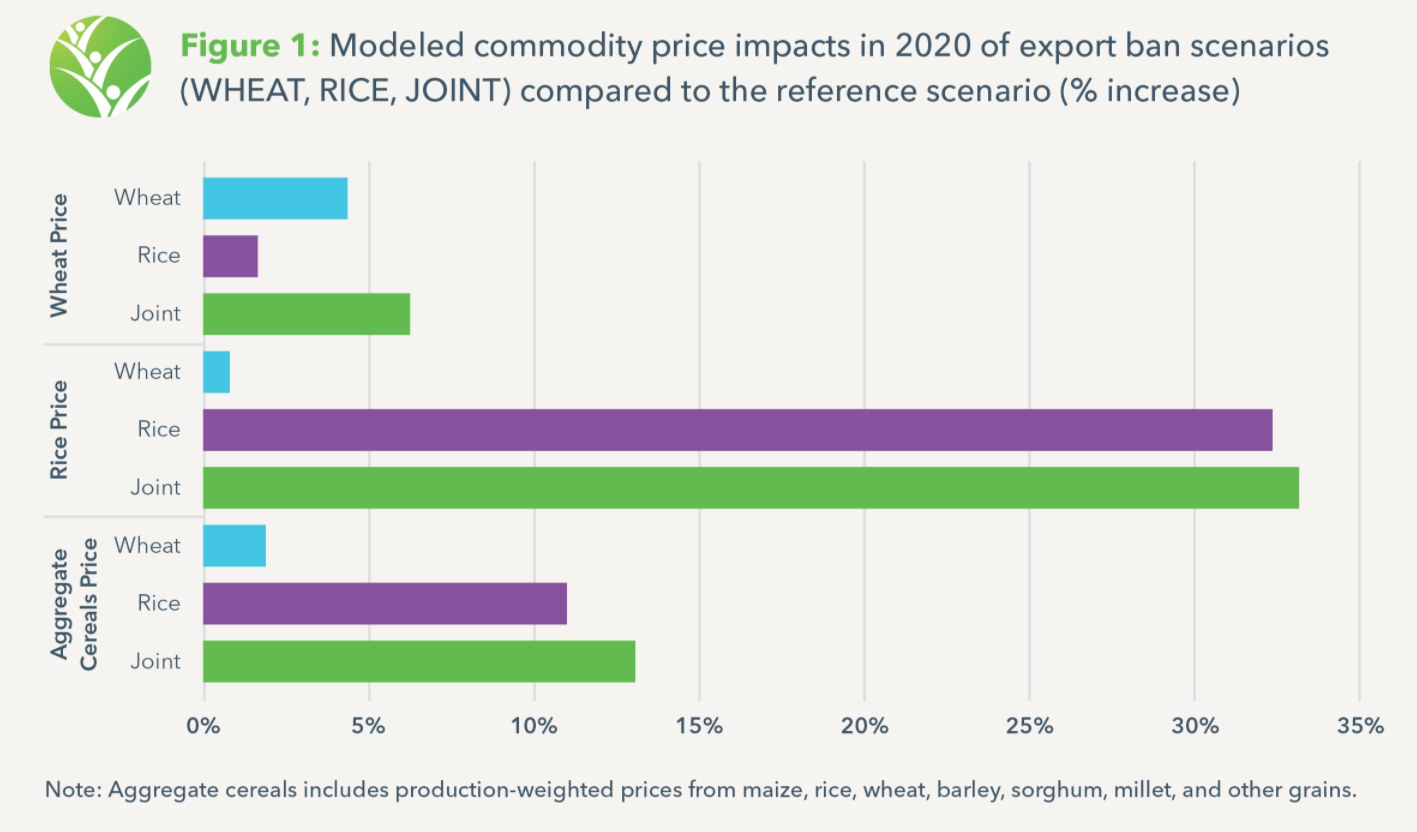 Figure 1: Modeled commodity price impacts in 2020 of export ban scenarios
(WHEAT, RICE, JOINT) compared to the reference scenario (% increase)
Wheat Price
Wheat
Rice
Joint
Rice Price
Wheat
Rice
Joint
Aggregate
Cereals Price
Wheat
Rice
Joint
0% 5% 10% 15% 20% 25% 30% 35%
Note: Aggregate cereals includes production-weighted prices from maize, rice, wheat, barley, sorghum, millet, and other grains.